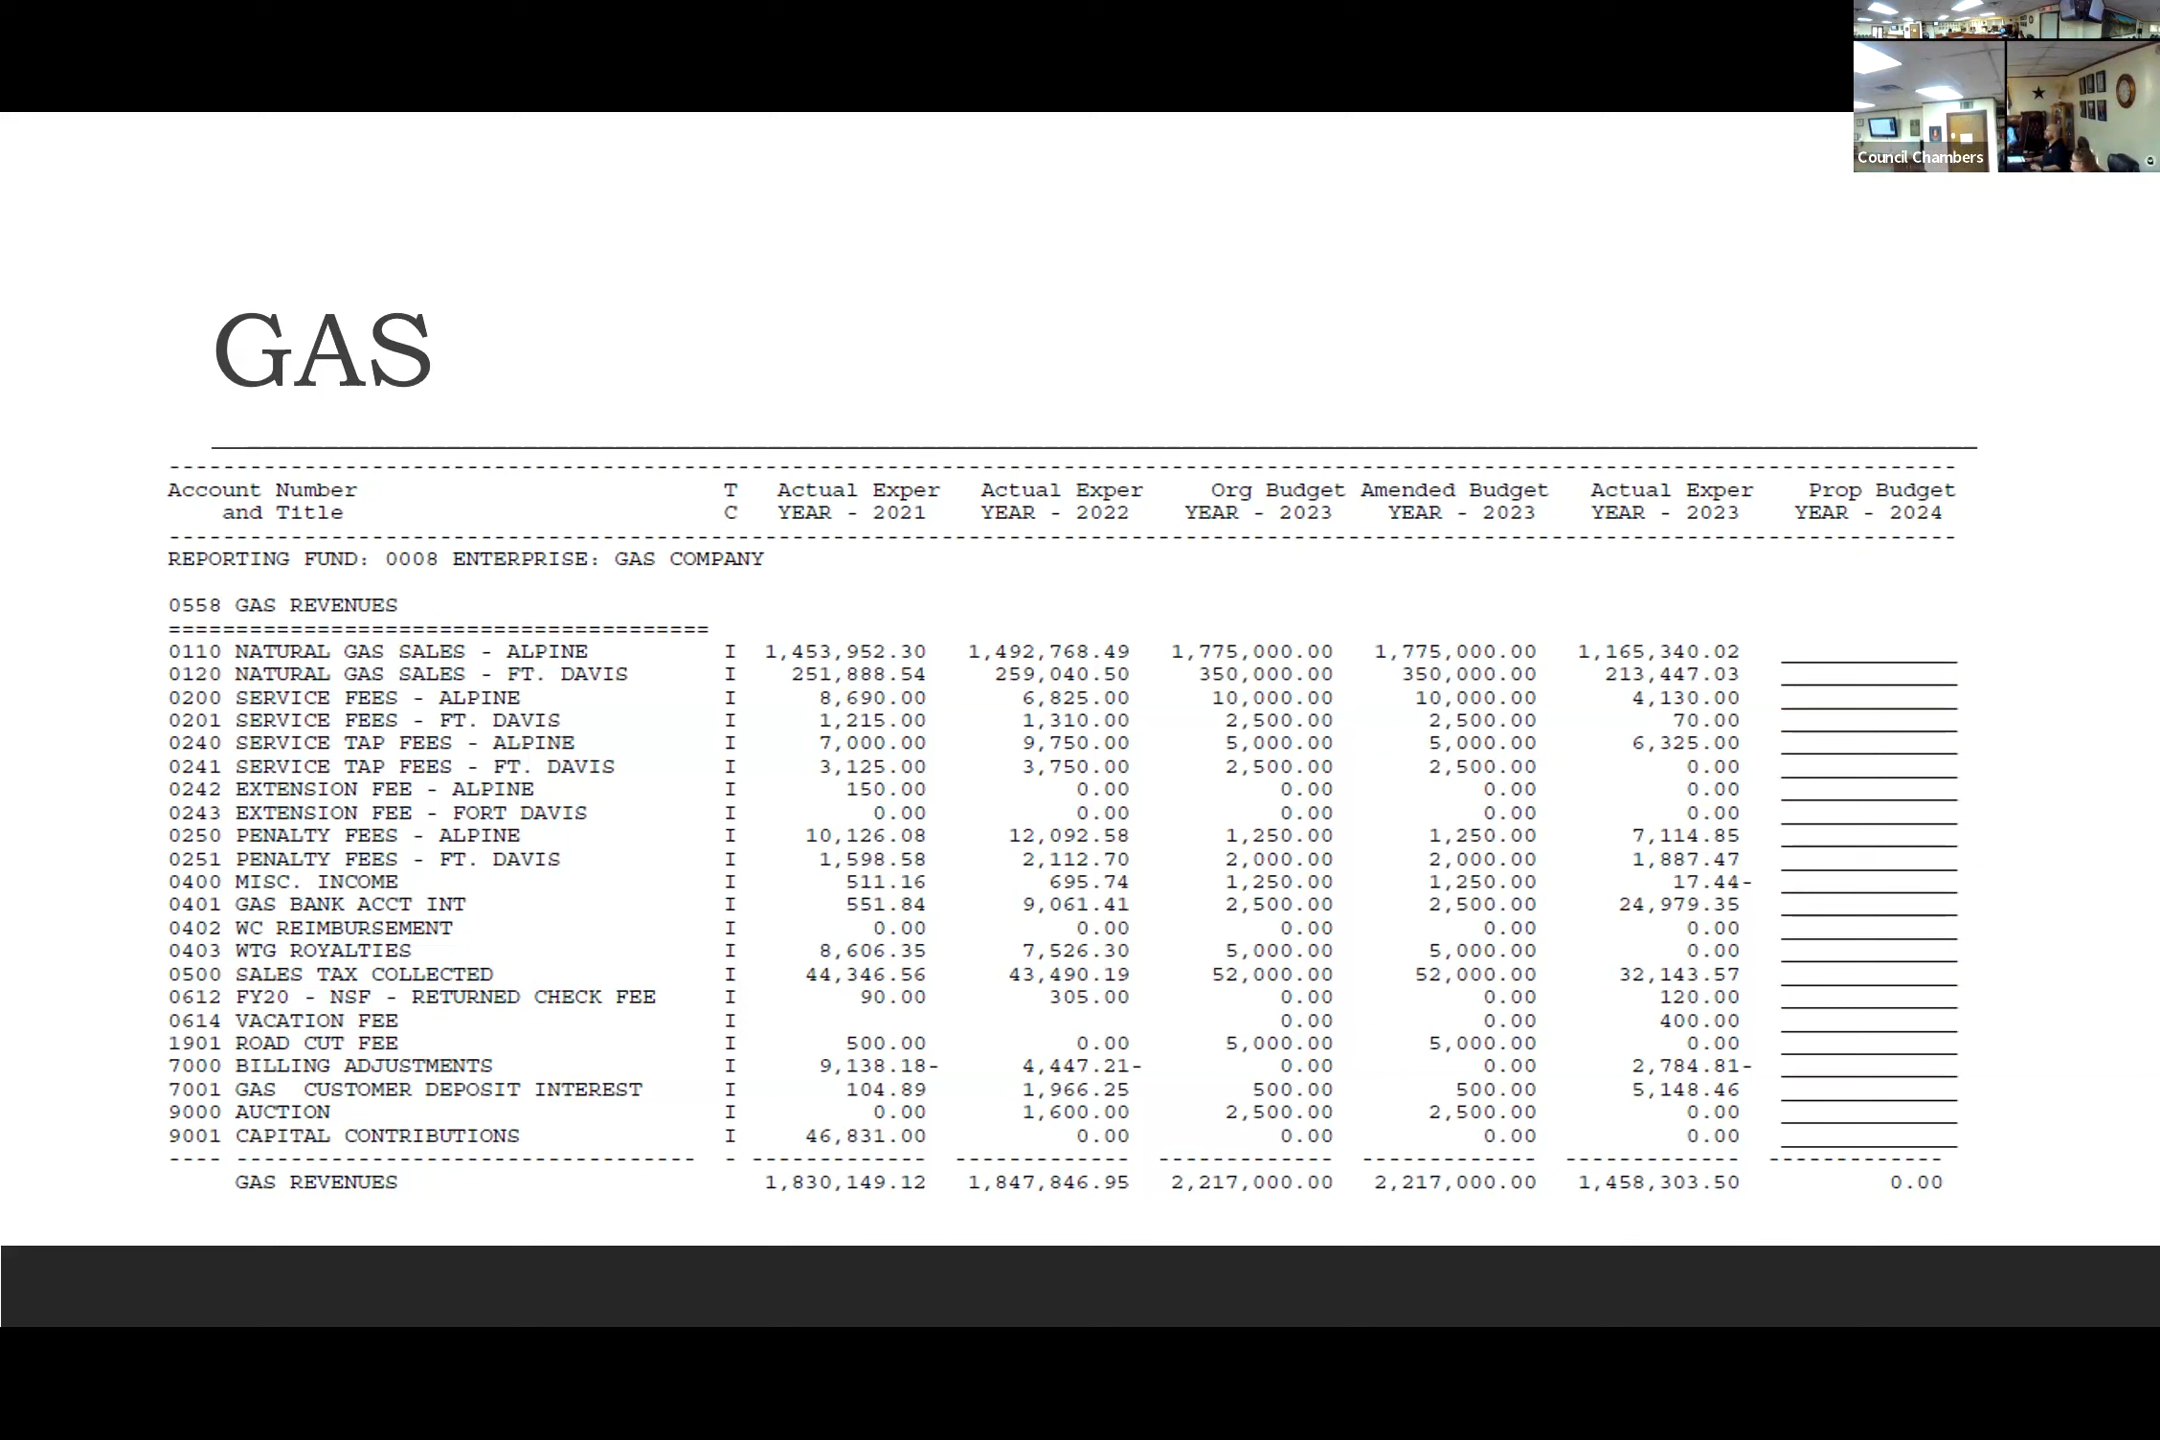 Council Chambers
GAS
Account Number T Actual Exper Actual Exper Org Budget Amended Budget Actual Exper Prop Budget
and Title C YEAR - 2021 YEAR - 2022 YEAR - 2023 YEAR - 2023 YEAR - 2023 YEAR - 2024
REPORTING FUND: 0008 ENTERPRISE: GAS COMPANY
0558 GAS REVENUES
========================================
0110 NATURAL GAS SALES - ALPINE I 1,453,952.30 1,492,768.49 1,775,000.00 1,775,000.00 1,165,340.02
0120 NATURAL GAS SALES - FT. DAVIS I 251,888.54 259,040.50 350,000.00 350,000.00 213,447.03
0200 SERVICE FEES - ALPINE I 8,690.00 6,825.00 10,000.00 10,000.00 4,130.00
0201 SERVICE FEES - FT. DAVIS I 1,215.00 1,310.00 2,500.00 2,500.00 70.00
0240 SERVICE TAP FEES - ALPINE I 7,000.00 9,750.00 5,000.00 5,000.00 6,325.00
0241 SERVICE TAP FEES - FT. DAVIS I 3,125.00 3,750.00 2,500.00 2,500.00 0.00
0242 EXTENSION FEE - ALPINE I 150.00 0.00 0.00 0.00 0.00
0243 EXTENSION FEE - FORT DAVIS I 0.00 0.00 0.00 0.00 0.00
0250 PENALTY FEES - ALPINE I 10,126.08 12,092.58 1,250.00 1,250.00 7,114.85
0251 PENALTY FEES - FT. DAVIS I 1,598.58 2,112.70 2,000.00 2,000.00 1,887.47
0400 MISC. INCOME I 511.16 695.74 1,250.00 1,250.00 17.44-
0401 GAS BANK ACCT INT I 551.84 9,061.41 2,500.00 2,500.00 24,979.35
0402 WC REIMBURSEMENT I 0.00 0.00 0.00 0.00 0.00
0403 WTG ROYALTIES I 8,606.35 7,526.30 5,000.00 5,000.00 0.00
0500 SALES TAX COLLECTED I 44,346.56 43,490.19 52,000.00 52,000.00 32,143.57
0612 FY20 - NSF - RETURNED CHECK FEE I 90.00 305.00 0.00 0.00 120.00
0614 VACATION FEE I 0.00 0.00 400.00
1901 ROAD CUT FEE I 500.00 0.00 5,000.00 5,000.00 0.00
7000 BILLING ADJUSTMENTS I 9,138.18- 4,447.21- 0.00 0.00 2,784.81-
7001 GAS CUSTOMER DEPOSIT INTEREST I 104.89 1,966.25 500.00 500.00 5,148.46
9000 AUCTION I 0.00 1,600.00 2,500.00 2,500.00 0.00
9001 CAPITAL CONTRIBUTIONS I 46,831.00 0.00 0.00 0.00 0.00
GAS REVENUES 1,830,149.12 1,847,846.95 2,217,000.00 2,217,000.00 1,458,303.50 0.00